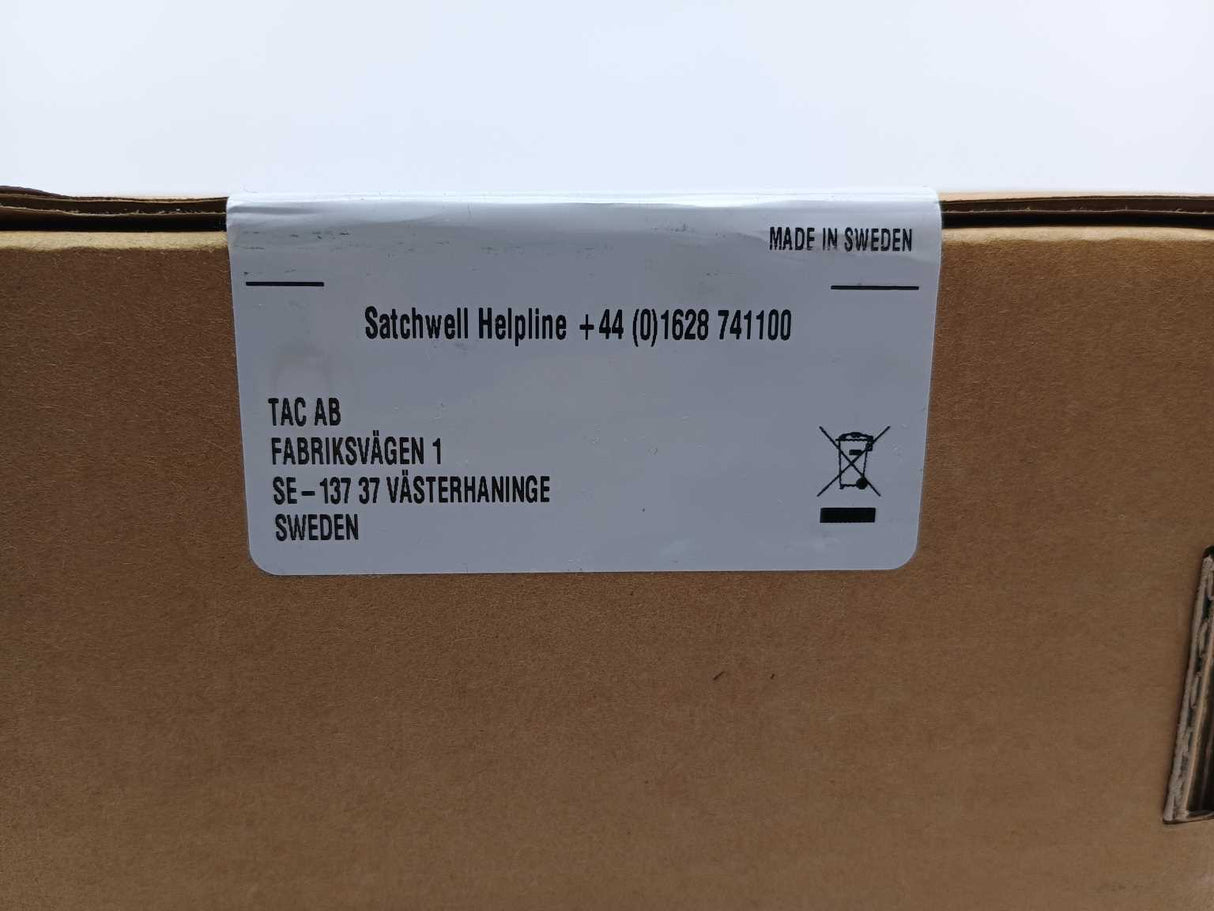 MADE IN SWEDEN
Satchwell Helpline +44 (0)1628 741100
TAC AB
FABRIKSVÄGEN 1
SE – 137 37 VÄSTERHANINGE
SWEDEN